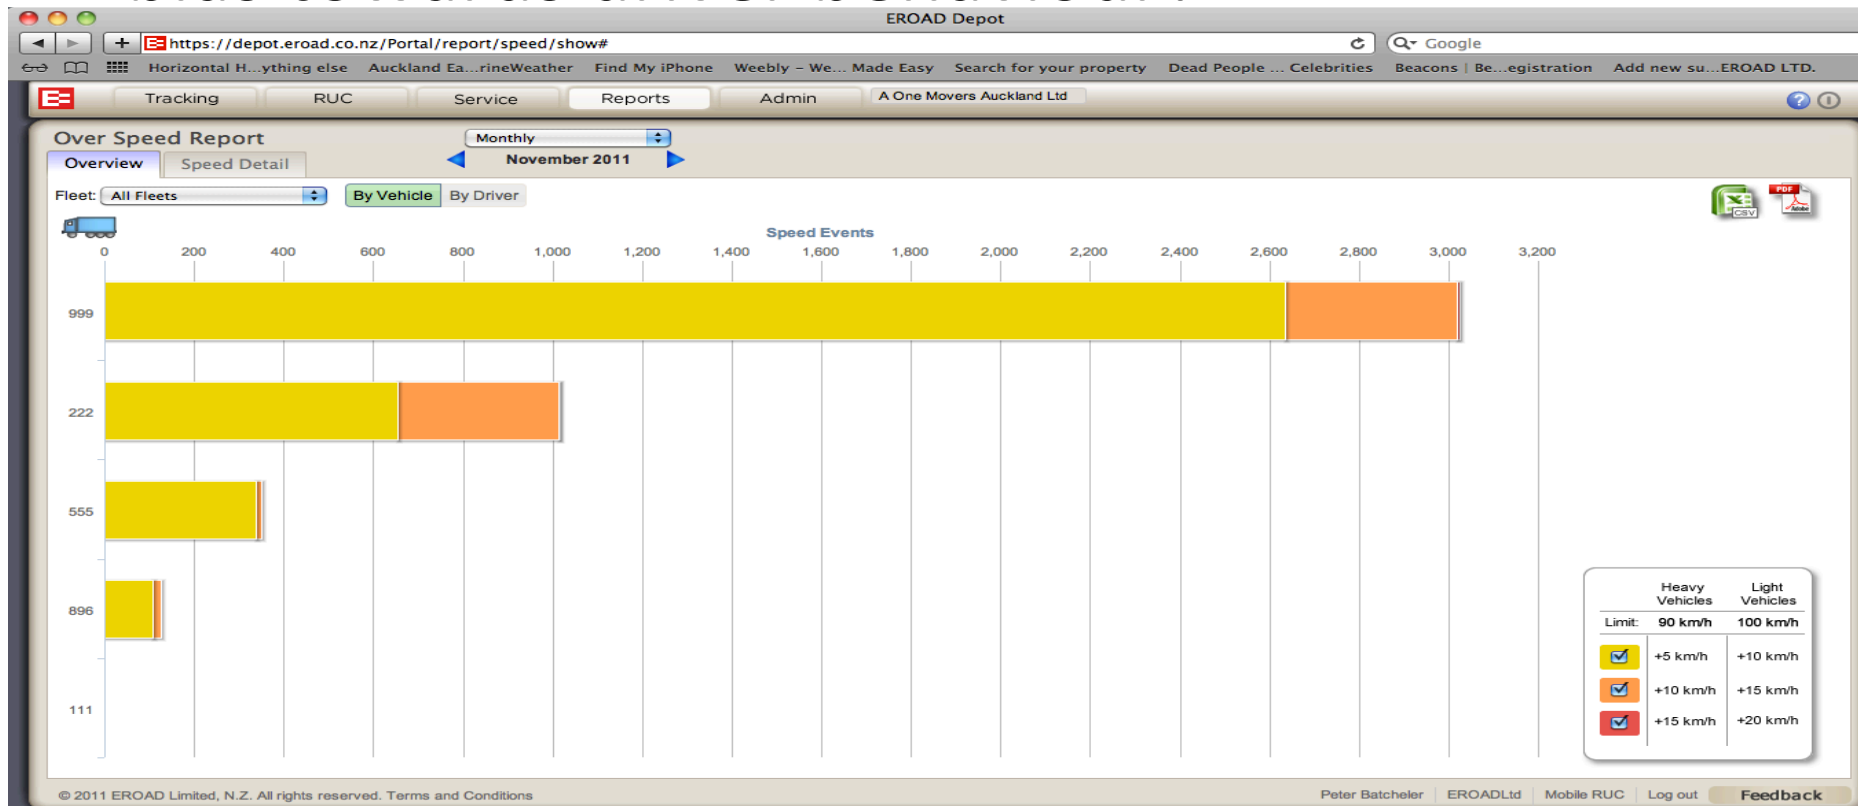 EROAD Depot
https://depot.eroad.co.nz/Portal/report/speed/show#
Google
Horizontal H...ything else Auckland Ea...rineWeather Find My iPhone Weebly – We... Made Easy Search for your property Dead People ... Celebrities Beacons | Be...egistration Add new su...EROAD LTD.
Tracking RUC Service Reports Admin A One Movers Auckland Ltd
Over Speed Report Monthly
Overview Speed Detail November 2011
Fleet: All Fleets By Vehicle By Driver
CSV PDF Adobe
Speed Events
0 200 400 600 800 1,000 1,200 1,400 1,600 1,800 2,000 2,200 2,400 2,600 2,800 3,000 3,200
999
222
555
896
111
Heavy Vehicles Light Vehicles
Limit: 90 km/h 100 km/h
+5 km/h +10 km/h
+10 km/h +15 km/h
+15 km/h +20 km/h
© 2011 EROAD Limited, N.Z. All rights reserved. Terms and Conditions Peter Batcheler EROADLtd Mobile RUC Log out Feedback